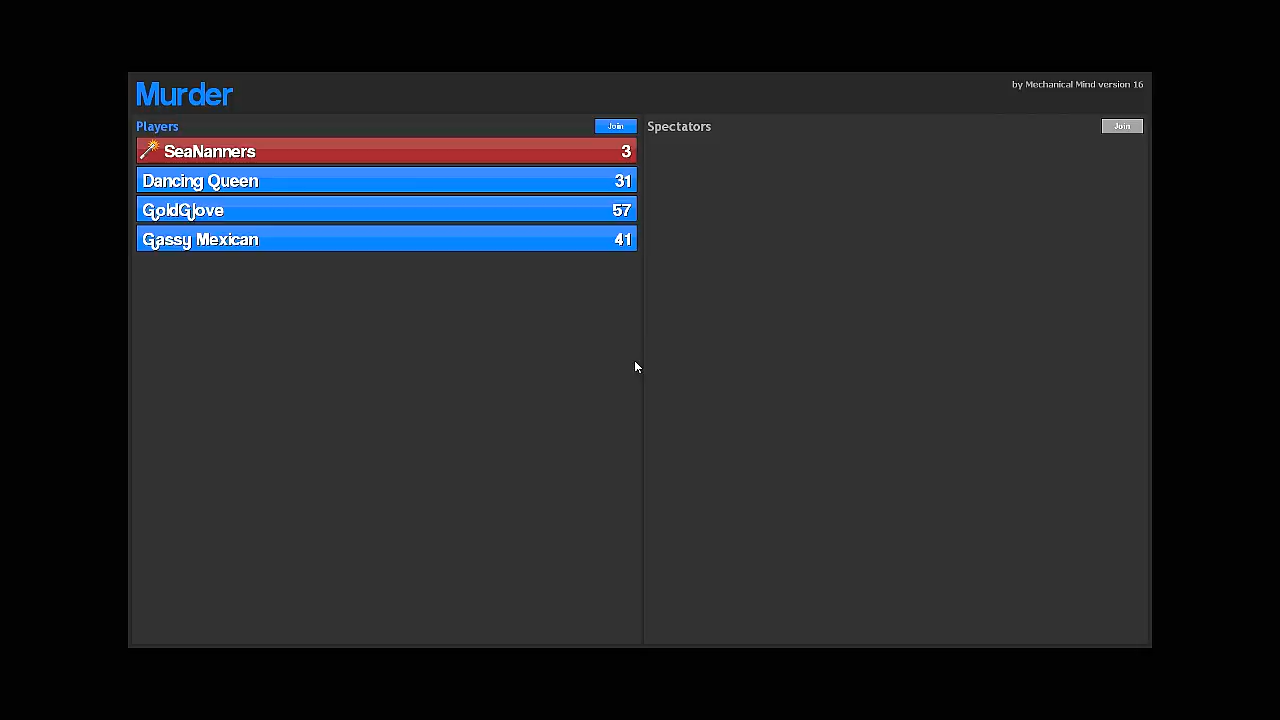 Murder
by Mechanical Mind version 16
Players Join
SeaNanners 3
Dancing Queen 31
GoldGlove 57
Gassy Mexican 41
Spectators Join